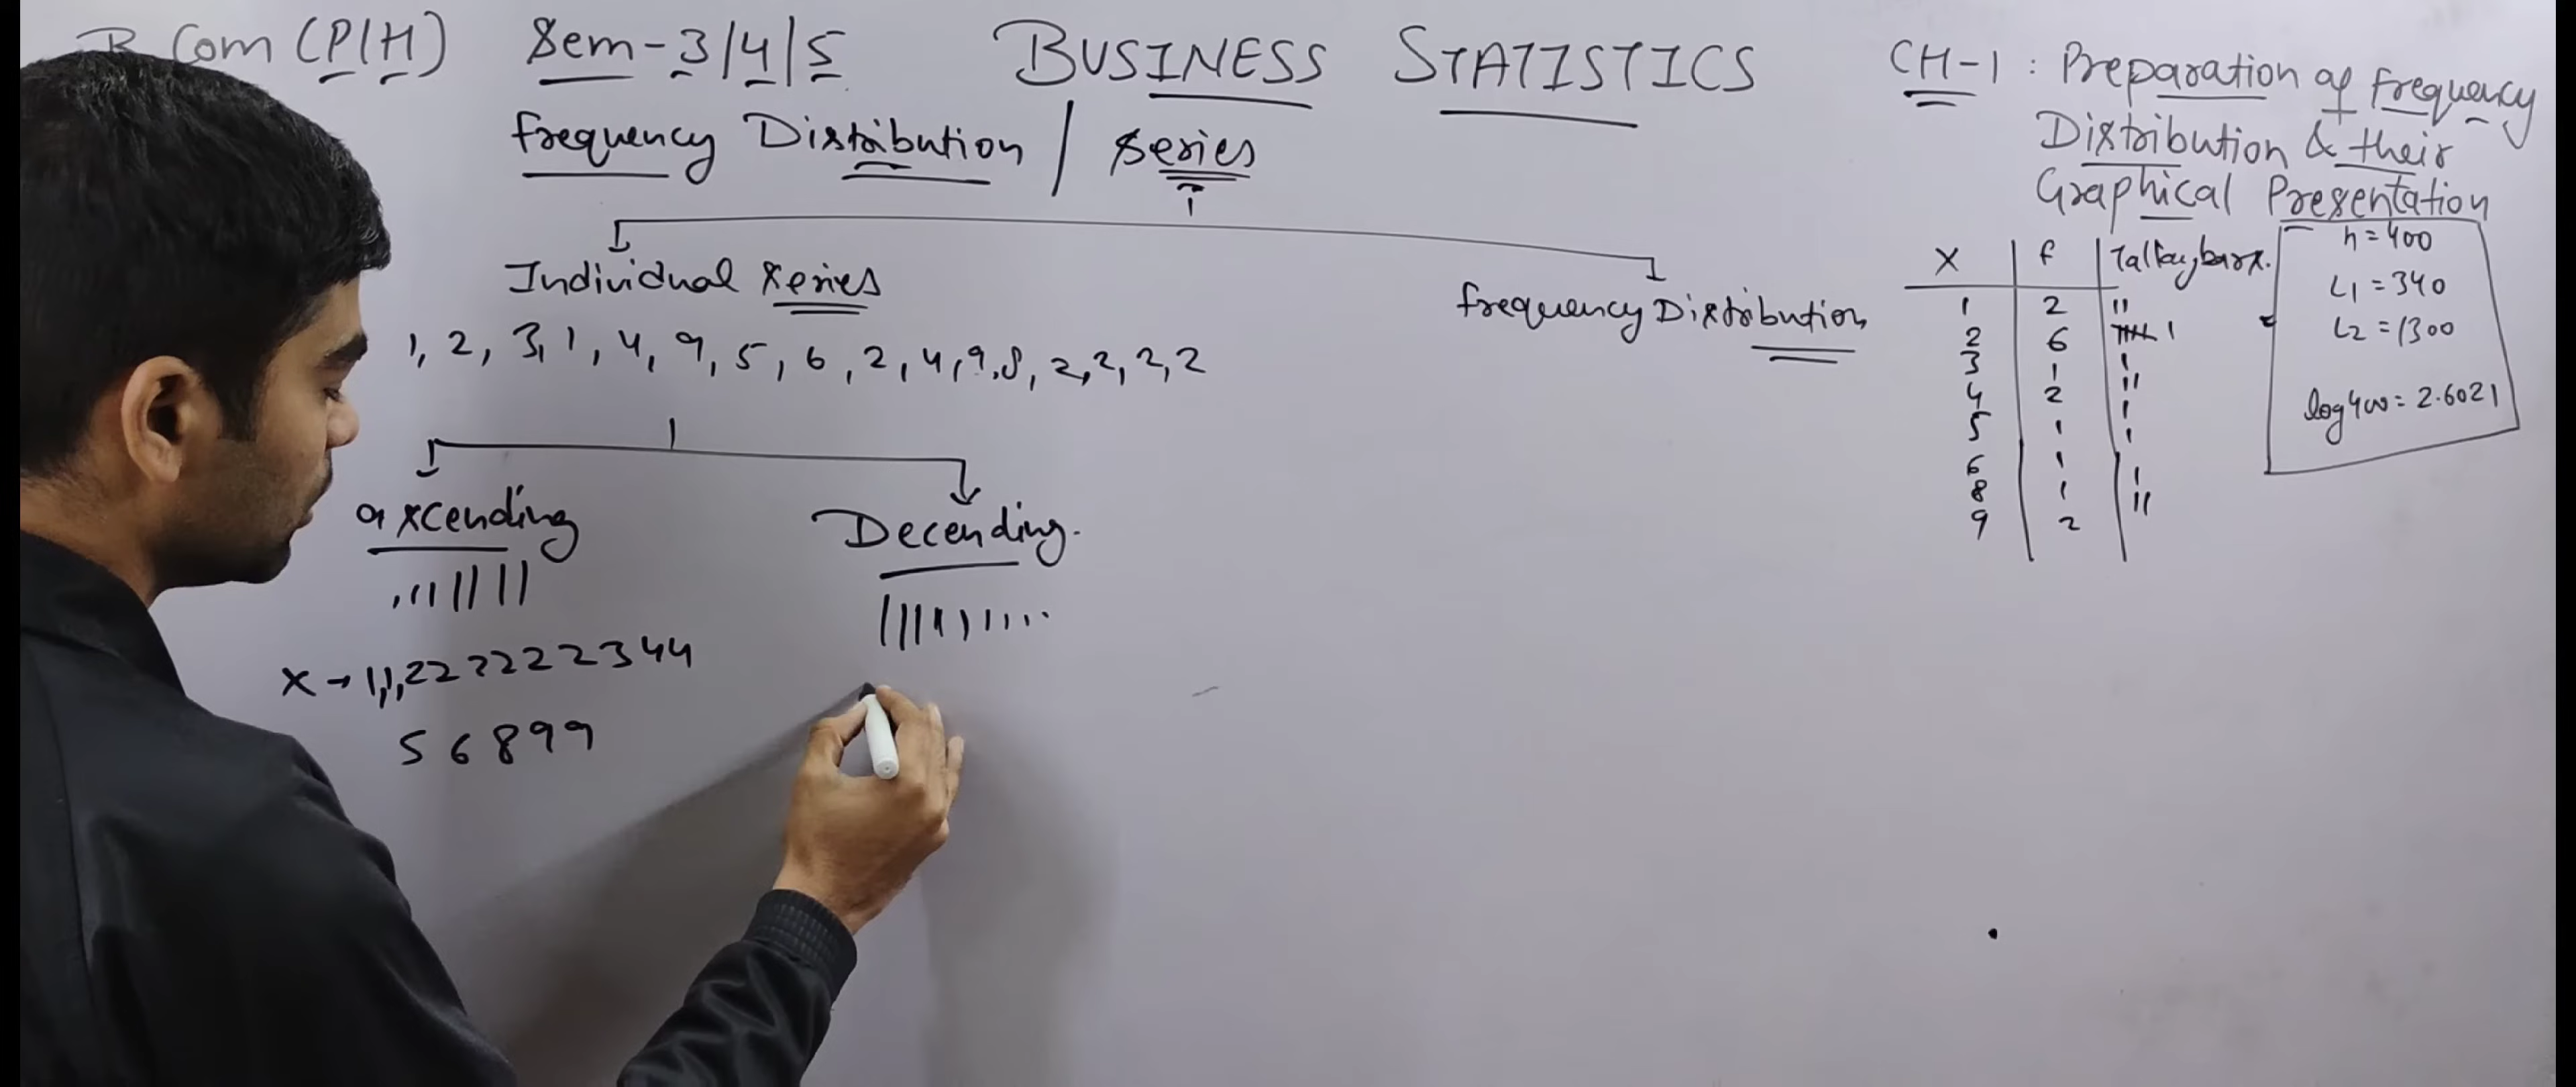 B Com (P/H) Sem-3/4/5 BUSINESS STATISTICS
CH-1 : Preparation of frequency
Distribution & their
Graphical Presentation
frequency Distribution / Series
Individual Series
1, 2, 3, 1, 4, 9, 5, 6, 2, 4, 9, 8, 2, 2, 2, 2
ascending
Decending.
X → 1, 1, 2 2 2 2 2 2 3 4 4
5 6 8 9 9
frequency Distribution
X f Talley bars.
1 2 ||
2 6 |||| |
3 1 |
4 2 ||
5 1 |
6 1 |
8 1 |
9 2 ||
n = 400
L1 = 340
L2 = 1300
log 400 = 2.6021